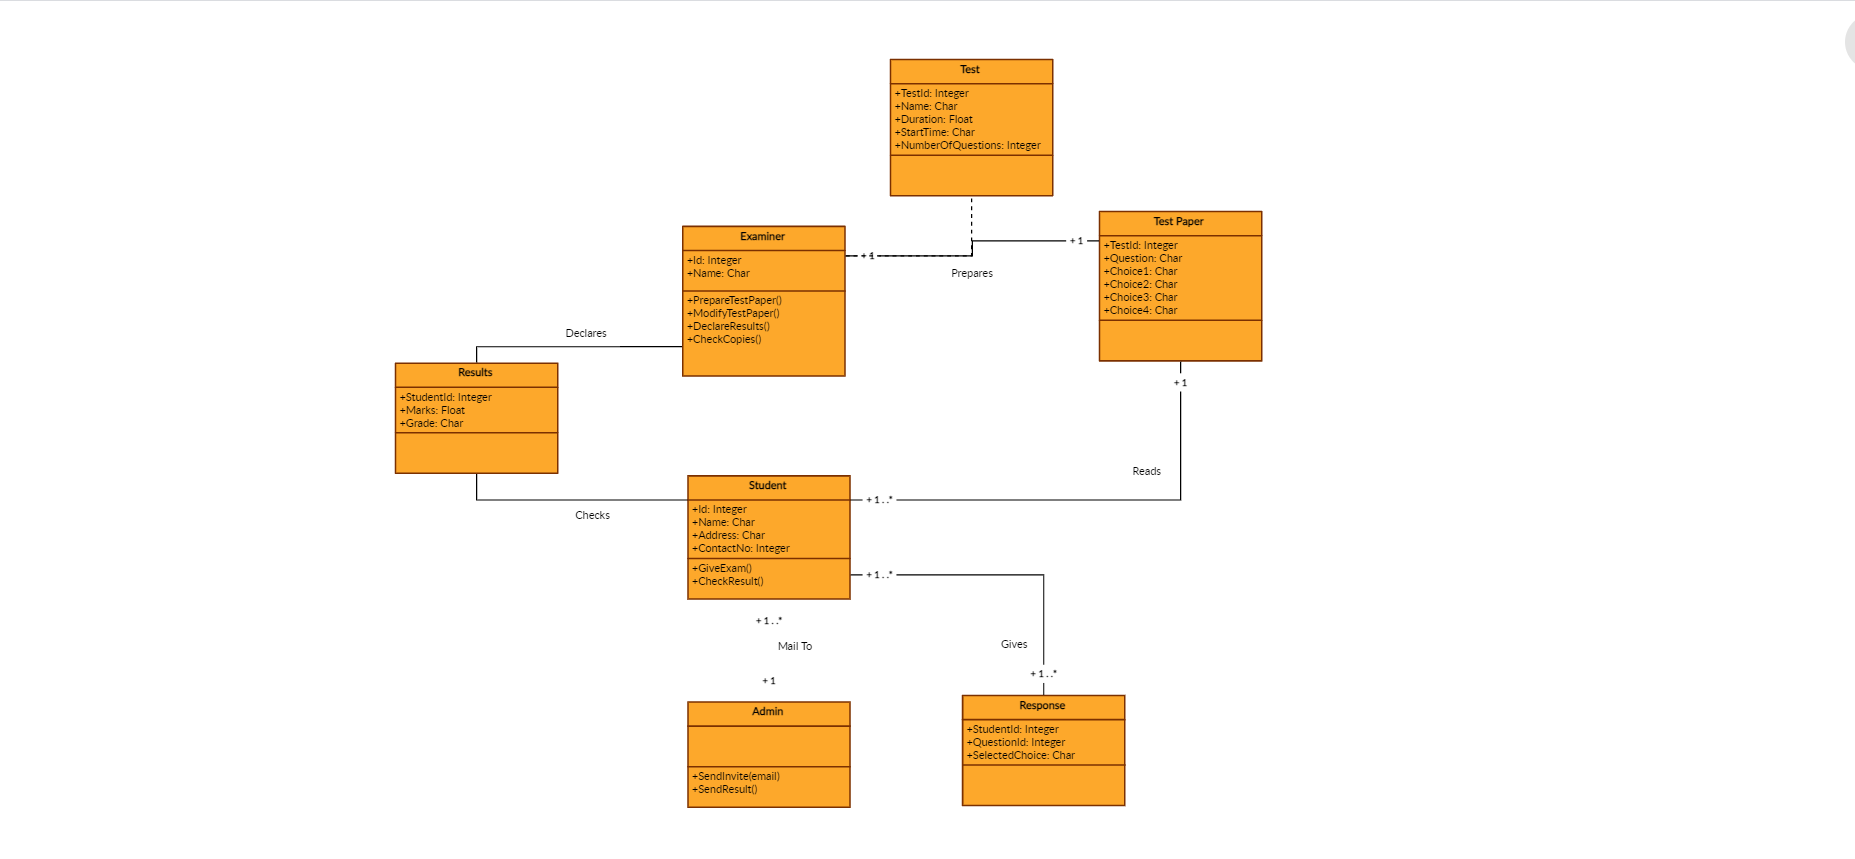 Test
+TestId: Integer
+Name: Char
+Duration: Float
+StartTime: Char
+NumberOfQuestions: Integer
Test Paper
+TestId: Integer
+Question: Char
+Choice1: Char
+Choice2: Char
+Choice3: Char
+Choice4: Char
Examiner
+Id: Integer
+Name: Char
+PrepareTestPaper()
+ModifyTestPaper()
+DeclareResults()
+CheckCopies()
+1
+1
Prepares
Declares
Results
+StudentId: Integer
+Marks: Float
+Grade: Char
+1
Reads
Checks
Student
+Id: Integer
+Name: Char
+Address: Char
+ContactNo: Integer
+GiveExam()
+CheckResult()
+1..*
+1..*
+1..*
Mail To
+1
Gives
+1..*
Admin
+SendInvite(email)
+SendResult()
Response
+StudentId: Integer
+QuestionId: Integer
+SelectedChoice: Char